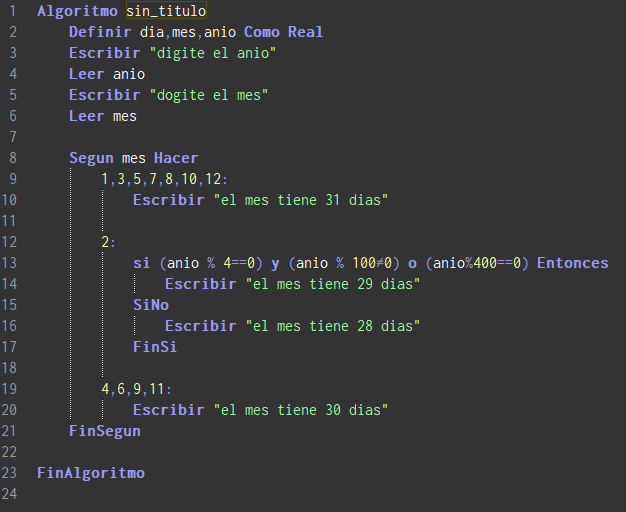 1 Algoritmo sin_titulo
2 Definir dia,mes,anio Como Real
3 Escribir "digite el anio"
4 Leer anio
5 Escribir "dogite el mes"
6 Leer mes
7
8 Segun mes Hacer
9 1,3,5,7,8,10,12:
10 Escribir "el mes tiene 31 dias"
11
12 2:
13 si (anio % 4==0) y (anio % 100≠0) o (anio%400==0) Entonces
14 Escribir "el mes tiene 29 dias"
15 SiNo
16 Escribir "el mes tiene 28 dias"
17 FinSi
18
19 4,6,9,11:
20 Escribir "el mes tiene 30 dias"
21 FinSegun
22
23 FinAlgoritmo
24